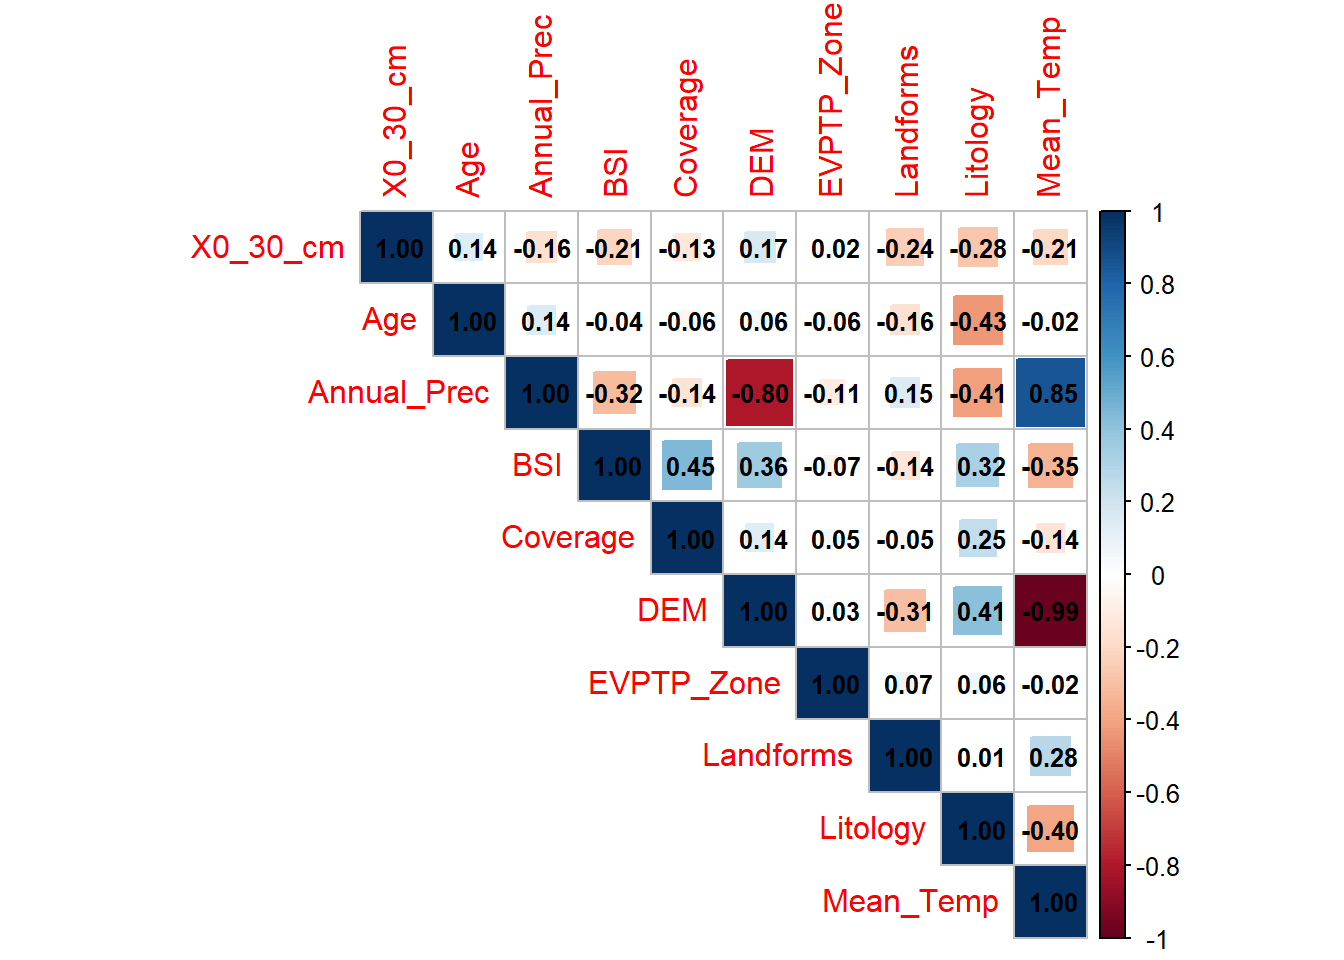 X0_30_cm Age Annual_Prec BSI Coverage DEM EVPTP_Zone Landforms Litology Mean_Temp
X0_30_cm 1.00 0.14 -0.16 -0.21 -0.13 0.17 0.02 -0.24 -0.28 -0.21 1
Age 1.00 0.14 -0.04 -0.06 0.06 -0.06 -0.16 -0.43 -0.02 0.8
Annual_Prec 1.00 -0.32 -0.14 -0.80 -0.11 0.15 -0.41 0.85 0.6
BSI 1.00 0.45 0.36 -0.07 -0.14 0.32 -0.35 0.4
Coverage 1.00 0.14 0.05 -0.05 0.25 -0.14 0.2
0
DEM 1.00 0.03 -0.31 0.41 -0.99 -0.2
EVPTP_Zone 1.00 0.07 0.06 -0.02 -0.4
Landforms 1.00 0.01 0.28 -0.6
Litology 1.00 -0.40 -0.8
Mean_Temp 1.00 -1